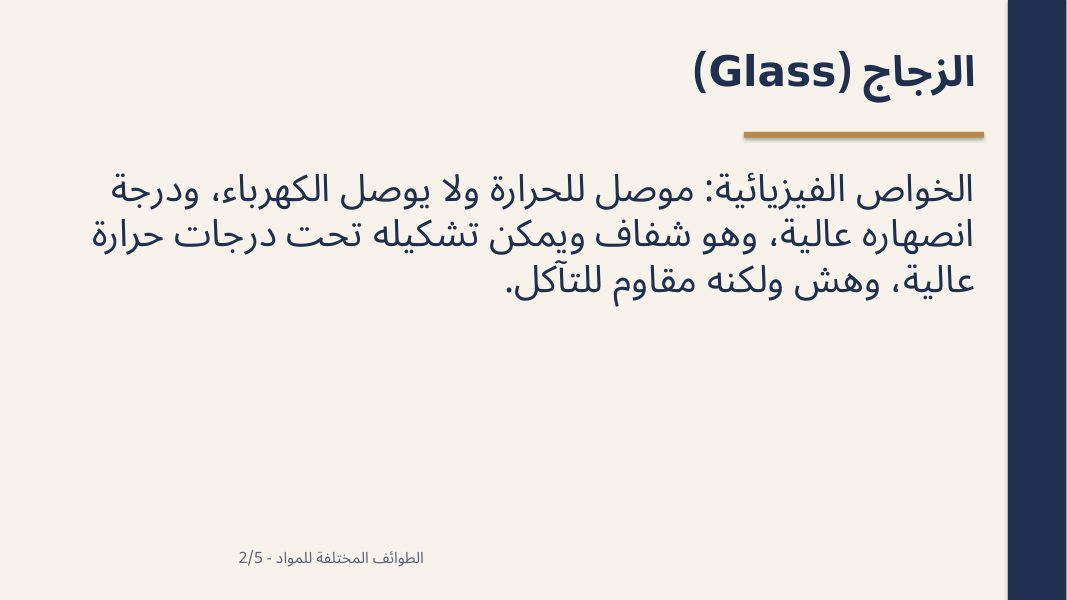 الزجاج (Glass)
الخواص الفيزيائية: موصل للحرارة ولا يوصل الكهرباء، ودرجة
انصهاره عالية، وهو شفاف ويمكن تشكيله تحت درجات حرارة
عالية، وهش ولكنه مقاوم للتآكل.
الطوائف المختلفة للمواد - 2/5